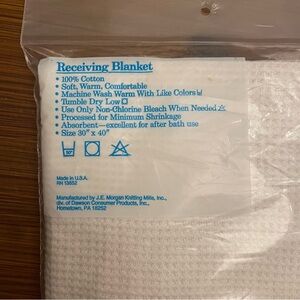 Receiving Blanket
• 100% Cotton
• Soft, Warm, Comfortable
• Machine Wash Warm With Like Colors
• Tumble Dry Low
• Use Only Non-Chlorine Bleach When Needed
• Processed for Minimum Shrinkage
• Absorbent—excellent for after bath use
• Size 30" x 40"
Made in U.S.A.
RN 13852
Manufactured by J.E. Morgan Knitting Mills, Inc.,
div. of Dawson Consumer Products, Inc.,
Hometown, PA 18252